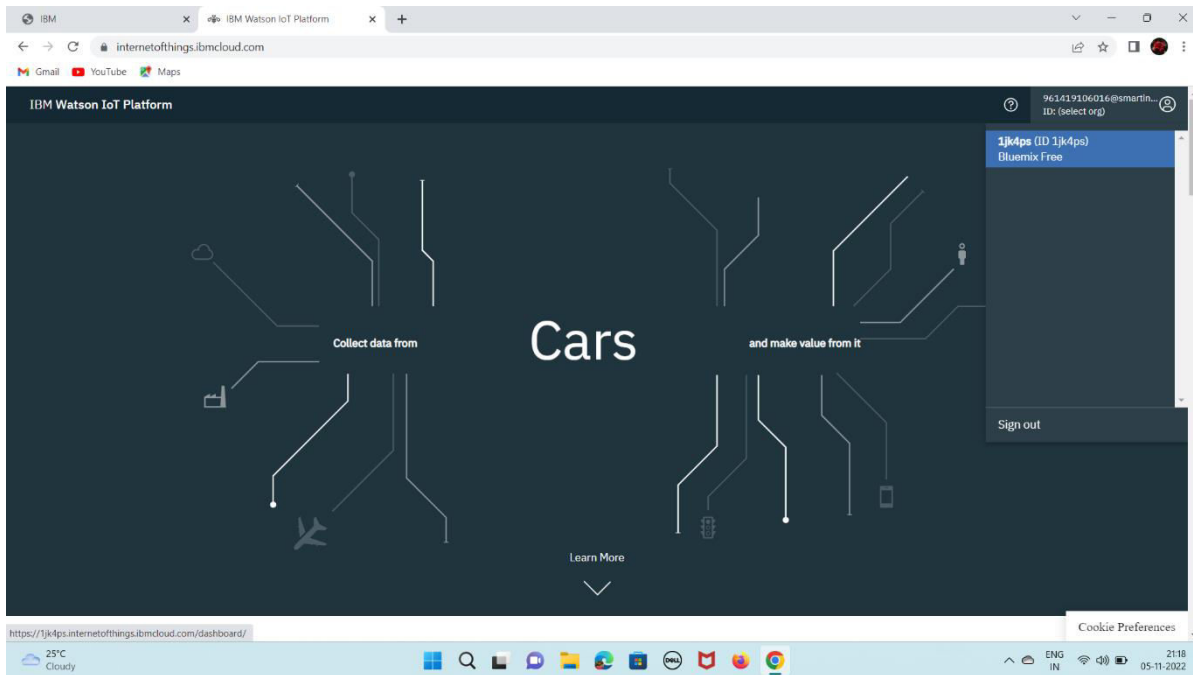 IBM
IBM Watson IoT Platform
internetofthings.ibmcloud.com
Gmail YouTube Maps
IBM Watson IoT Platform
961419106016@smartin...
ID: (select org)
1jk4ps (ID 1jk4ps)
Bluemix Free
Collect data from
Cars
and make value from it
Sign out
Learn More
Cookie Preferences
https://1jk4ps.internetofthings.ibmcloud.com/dashboard/
25°C
Cloudy
DELL
ENG
IN
21:18
05-11-2022